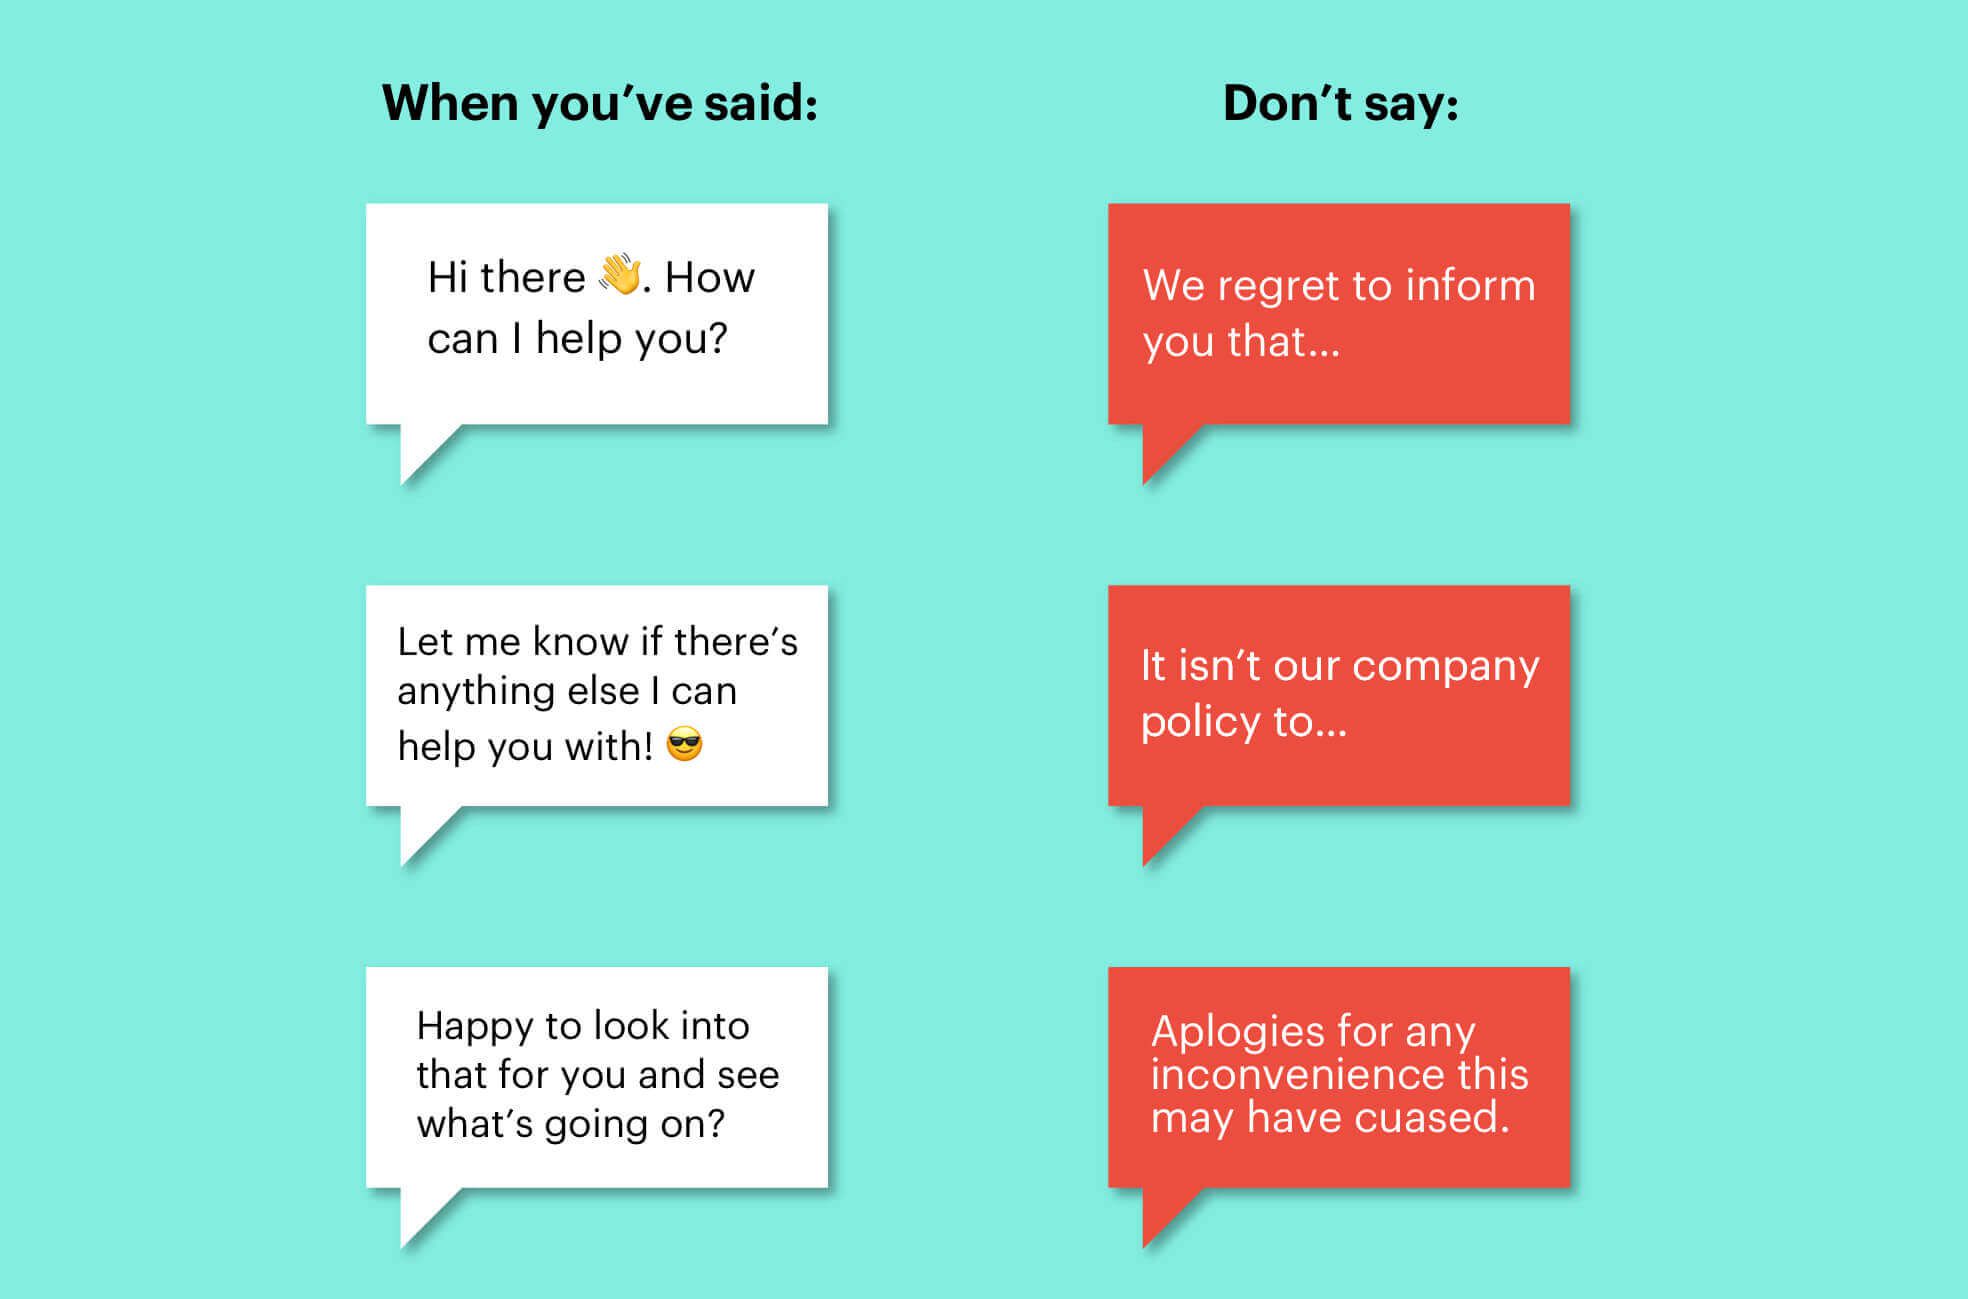 When you’ve said:
Don’t say:
Hi there 👋. How
can I help you?
We regret to inform
you that...
Let me know if there’s
anything else I can
help you with! 😎
It isn’t our company
policy to...
Happy to look into
that for you and see
what’s going on?
Aplogies for any
inconvenience this
may have cuased.